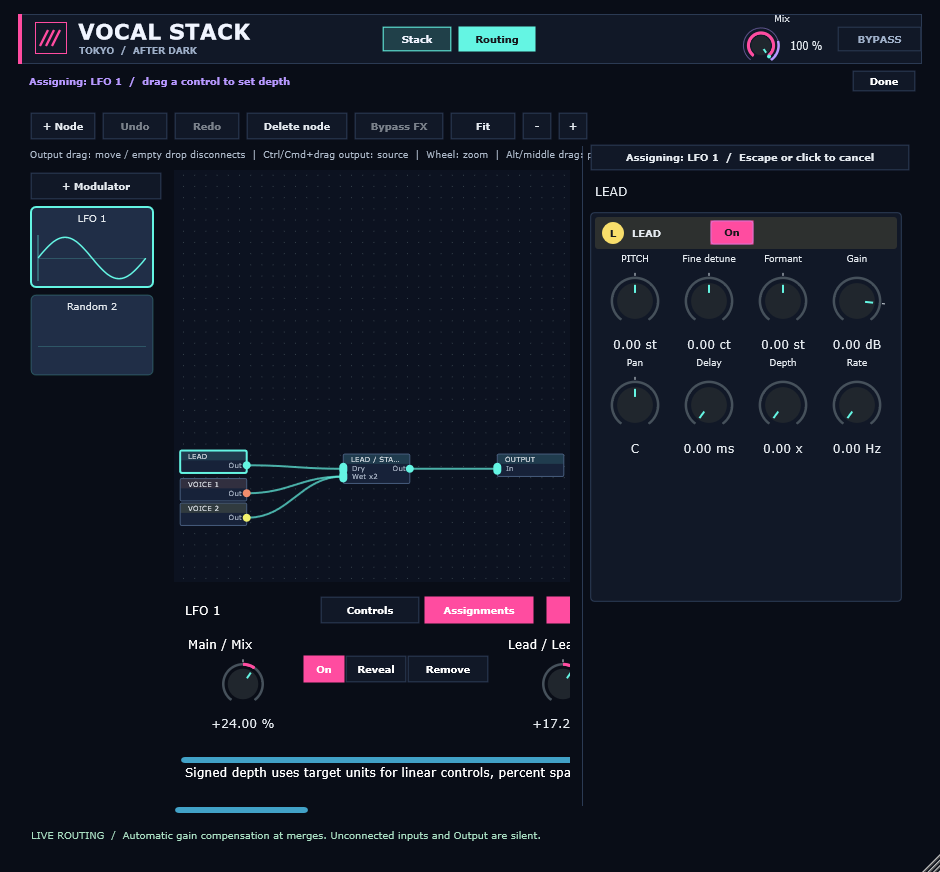 Mix
VOCAL STACK
TOKYO / AFTER DARK
Stack
Routing
100 %
BYPASS
Assigning: LFO 1 / drag a control to set depth
Done
+ Node
Undo
Redo
Delete node
Bypass FX
Fit
-
+
Output drag: move / empty drop disconnects | Ctrl/Cmd+drag output: source | Wheel: zoom | Alt/middle drag:
Assigning: LFO 1 / Escape or click to cancel
+ Modulator
LFO 1
Random 2
LEAD
L
LEAD
On
PITCH
Fine detune
Formant
Gain
0.00 st
0.00 ct
0.00 st
0.00 dB
Pan
Delay
Depth
Rate
C
0.00 ms
0.00 x
0.00 Hz
LEAD
Out
VOICE 1
Out
VOICE 2
Out
LEAD / STA...
Dry
Out
Wet x2
OUTPUT
In
LFO 1
Controls
Assignments
Main / Mix
On
Reveal
Remove
+24.00 %
Lead / Lea
+17.2
Signed depth uses target units for linear controls, percent spa
LIVE ROUTING / Automatic gain compensation at merges. Unconnected inputs and Output are silent.